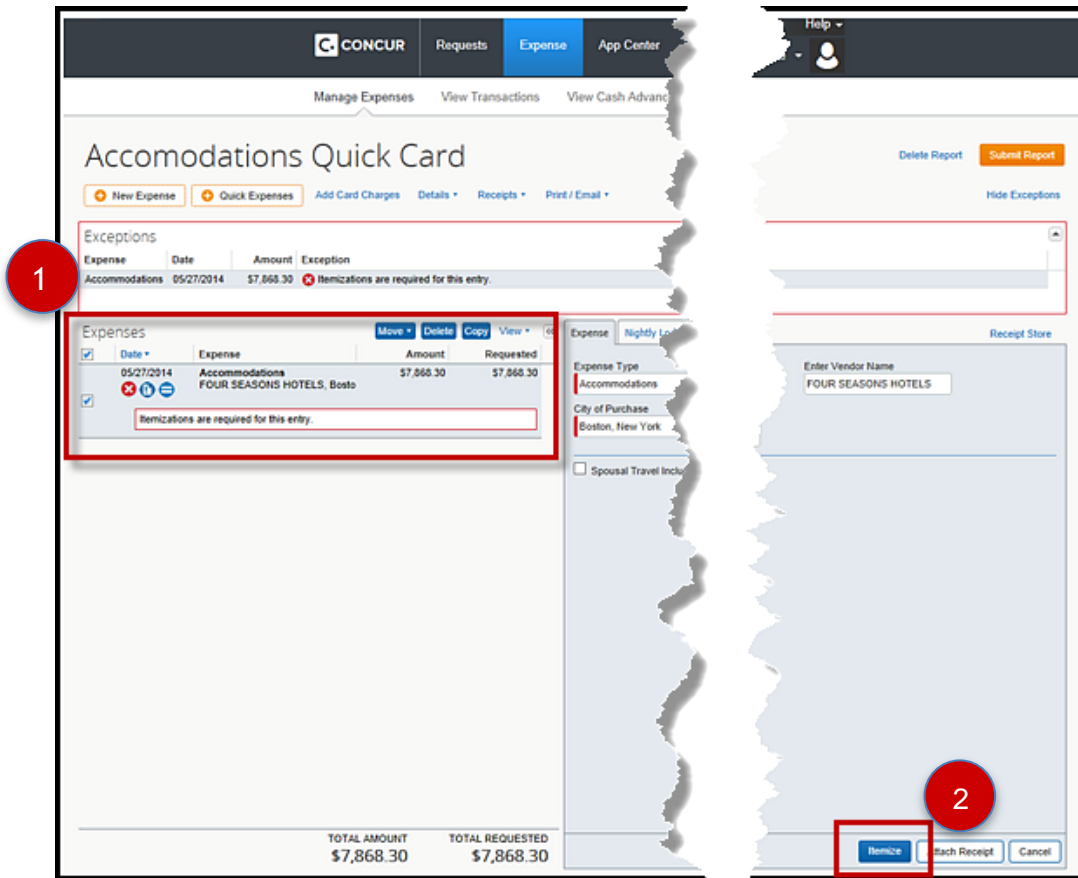 Help
C. CONCUR Requests Expense App Center
Manage Expenses View Transactions View Cash Advanc
Accomodations Quick Card
Delete Report Submit Report
New Expense Quick Expenses Add Card Charges Details Receipts Print / Email Hide Exceptions
Exceptions
Expense Date Amount Exception
1
Accommodations 05/27/2014 $7,868.30 Itemizations are required for this entry.
Expenses Move Delete Copy View
Expense Nightly Receipt Store
Date Expense Amount Requested
05/27/2014 Accommodations $7,868.30 $7,868.30
FOUR SEASONS HOTELS, Bosto
Itemizations are required for this entry.
Expense Type Enter Vendor Name
Accommodations FOUR SEASONS HOTELS
City of Purchase
Boston, New York
Spousal Travel Inclu
2
TOTAL AMOUNT TOTAL REQUESTED
$7,868.30 $7,868.30
Itemize Attach Receipt Cancel